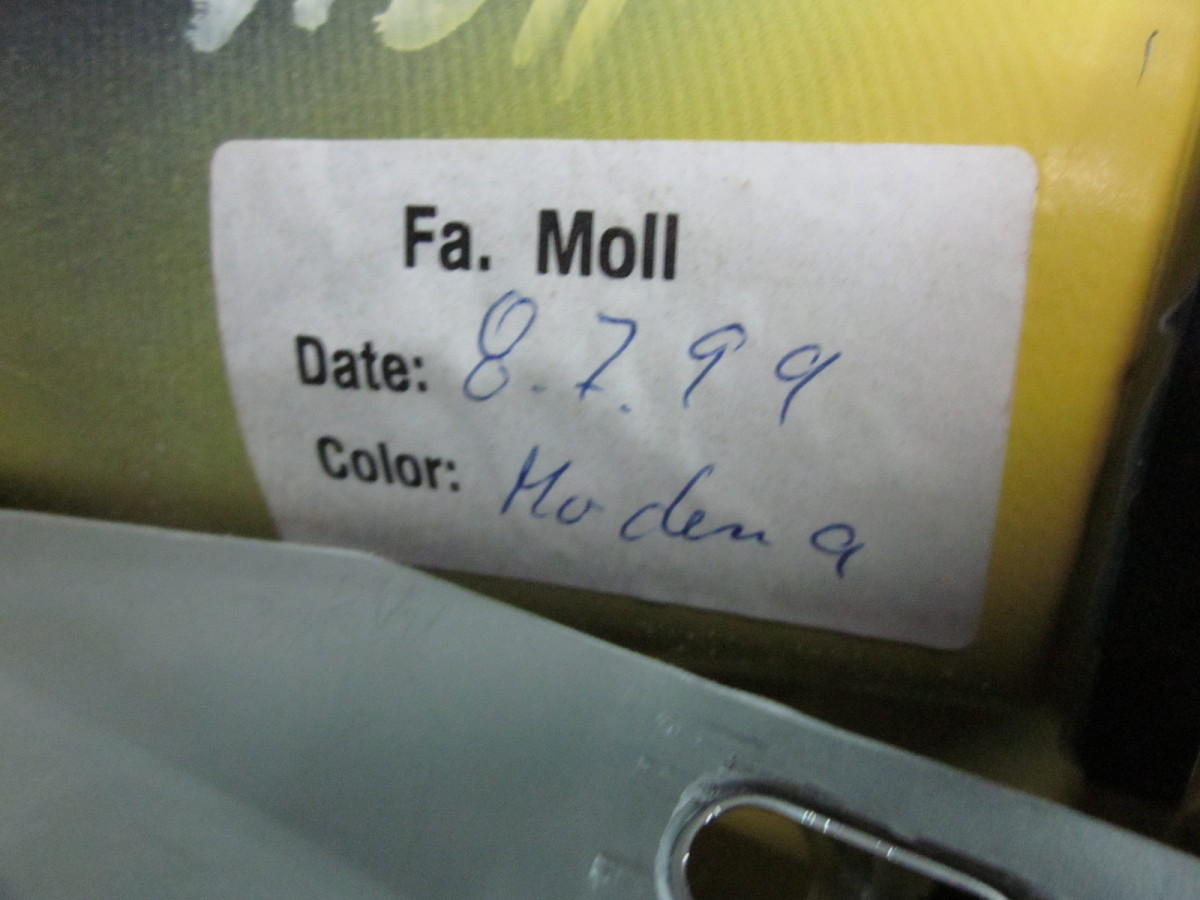 Fa. Moll
Date: 8.7.99
Color: Modena